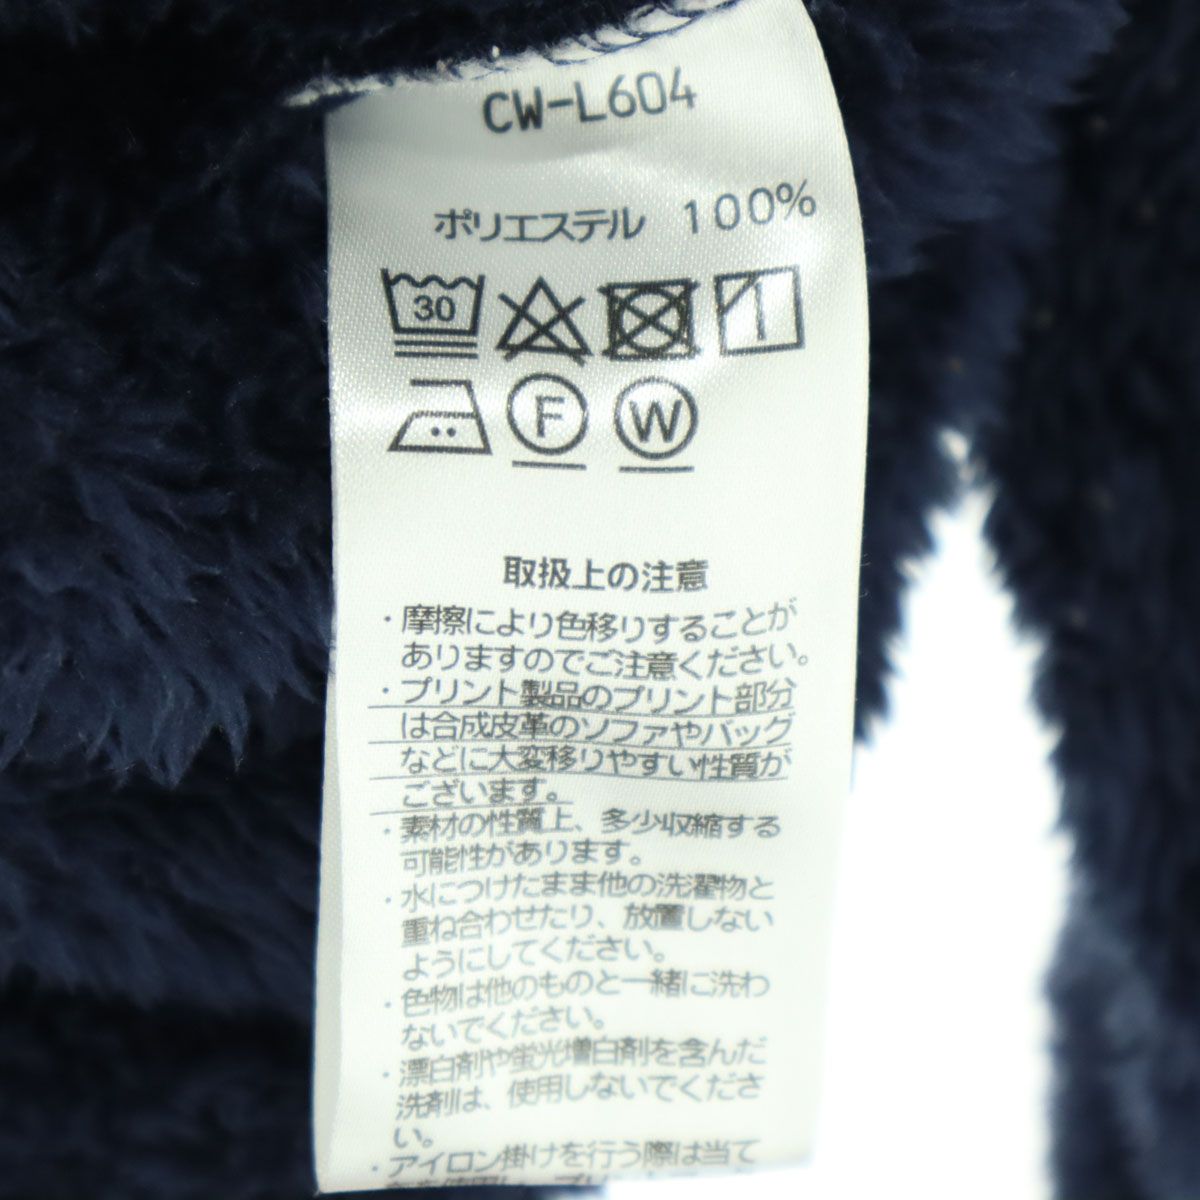 CW-L604
ポリエステル 100%
30
F W
取扱上の注意
・摩擦により色移りすることが
ありますのでご注意ください。
・プリント製品のプリント部分
は合成皮革のソファやバッグ
などに大変移りやすい性質が
ございます。
・素材の性質上、多少収縮する
可能性があります。
・水につけたまま他の洗濯物と
重ね合わせたり、放置しない
ようにしてください。
・色物は他のものと一緒に洗わ
ないでください。
・漂白剤や蛍光増白剤を含んだ
洗剤は、使用しないでくださ
い。
・アイロン掛けを行う際は当て